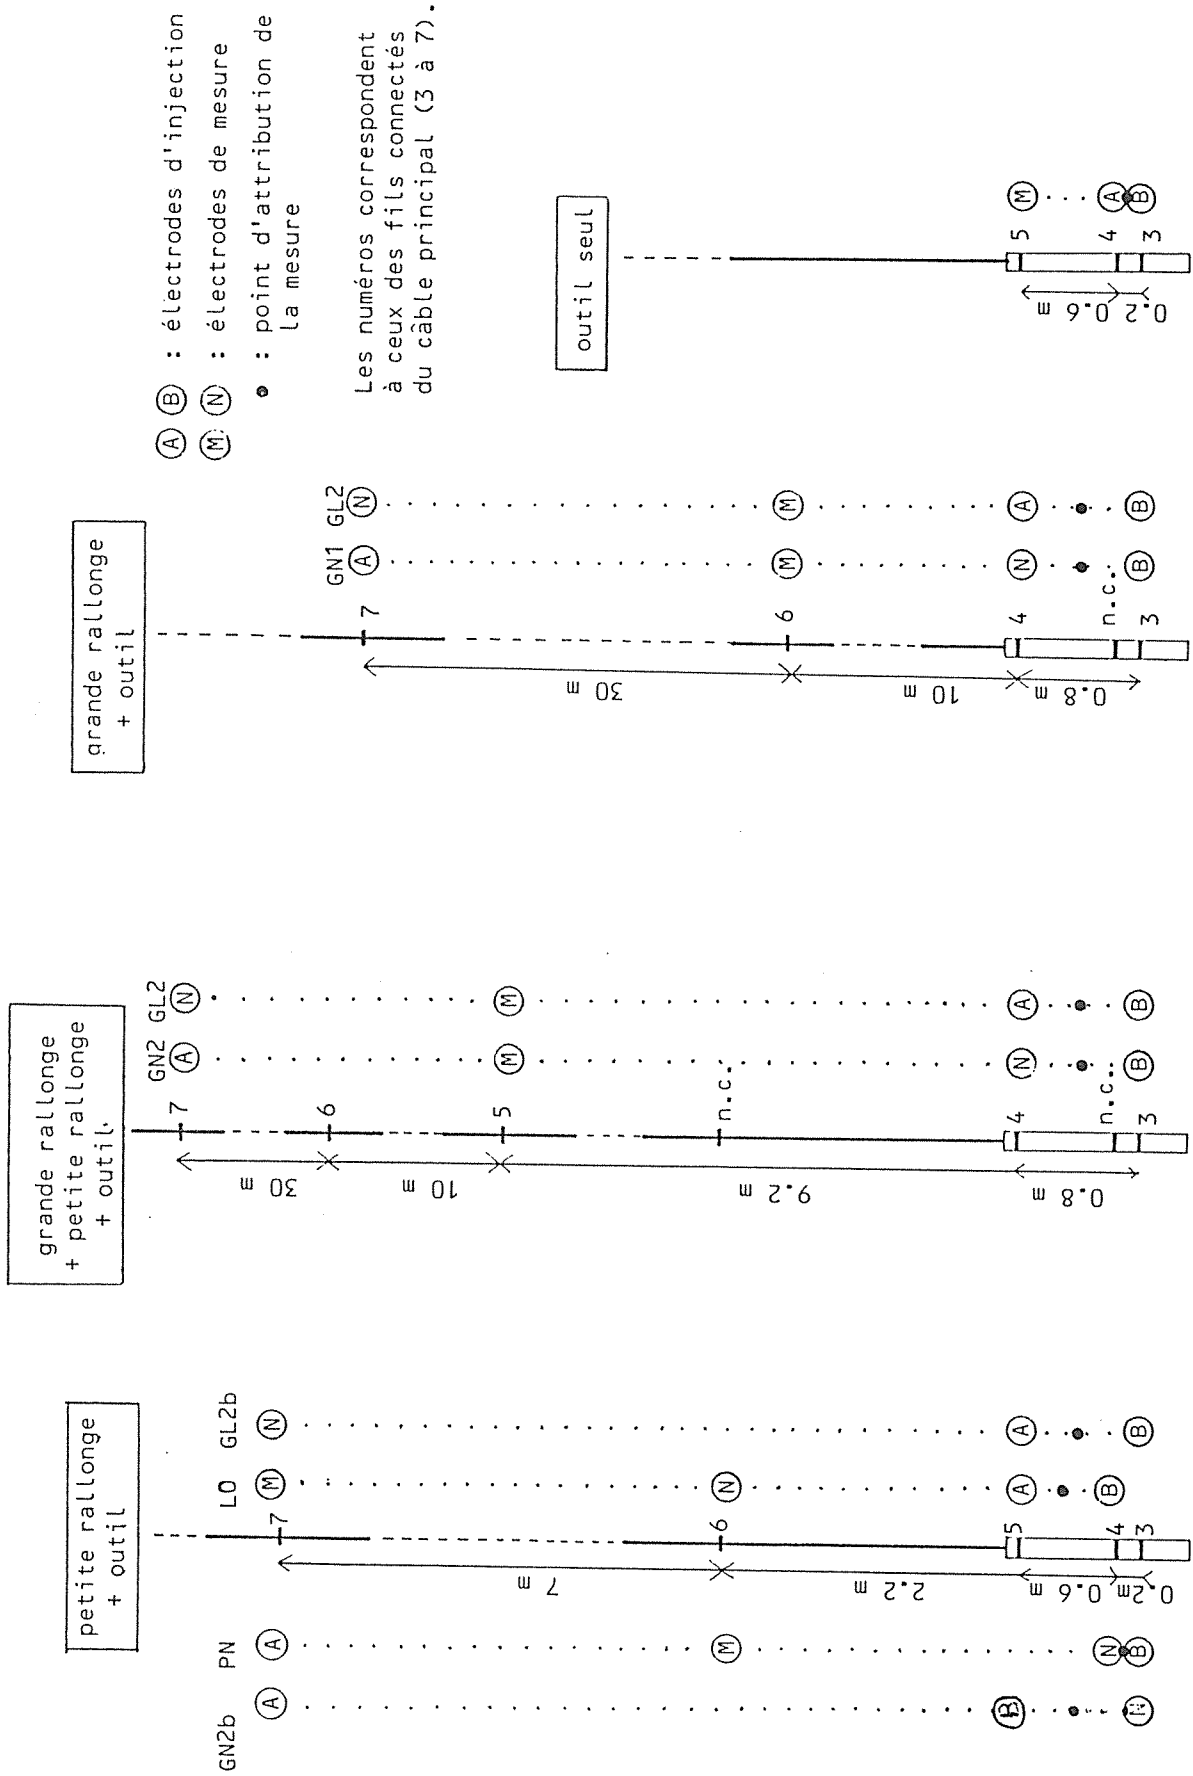 petite rallonge
+ outil
GN2b
PN
LO
GL2b
A
A
M
N
7
M
6
N
B
N
5
A
A
N
B
4
B
3
B
7 m
2.2 m
0.6 m
0.2m
grande rallonge
+ petite rallonge
+ outil
GN2
GL2
7
A
N
6
5
M
M
n.c.
4
N
A
n.c.
3
B
B
30 m
10 m
9.2 m
0.8 m
grande rallonge
+ outil
GN1
GL2
7
A
N
6
M
M
4
N
A
n.c.
3
B
B
30 m
10 m
0.8 m
A B : électrodes d'injection
M N : électrodes de mesure
• : point d'attribution de
la mesure
Les numéros correspondent
à ceux des fils connectés
du câble principal (3 à 7).
outil seul
5
M
4
A
3
B
0.6 m
0.2